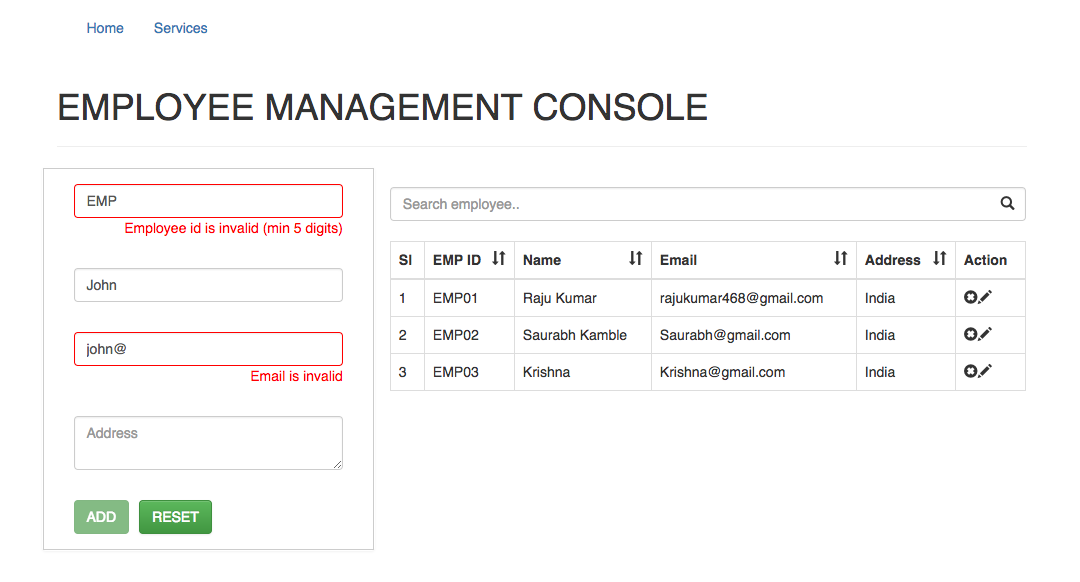 Home Services
EMPLOYEE MANAGEMENT CONSOLE
EMP
Employee id is invalid (min 5 digits)
John
john@
Email is invalid
Address
ADD RESET
Search employee..
Sl EMP ID Name Email Address Action
1 EMP01 Raju Kumar rajukumar468@gmail.com India
2 EMP02 Saurabh Kamble Saurabh@gmail.com India
3 EMP03 Krishna Krishna@gmail.com India